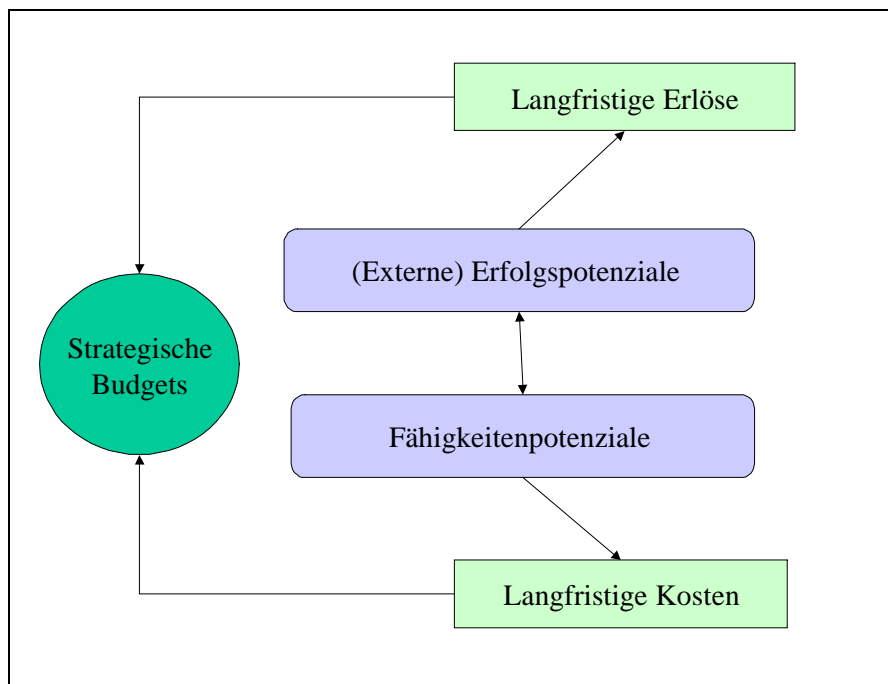 Langfristige Erlöse
(Externe) Erfolgspotenziale
Strategische
Budgets
Fähigkeitenpotenziale
Langfristige Kosten